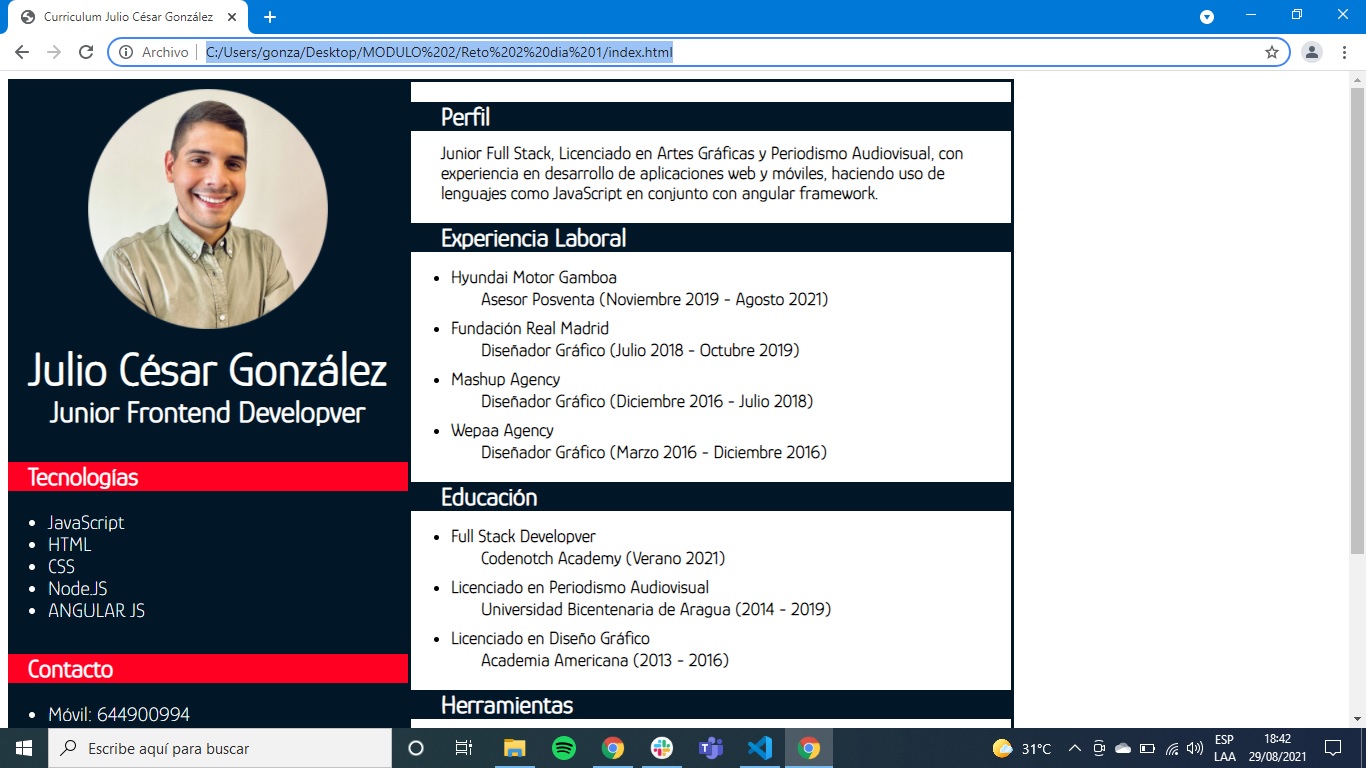 Curriculum Julio César González
Archivo
C:/Users/gonza/Desktop/MODULO%202/Reto%202%20dia%201/index.html
Julio César González
Junior Frontend Developver
Tecnologías
JavaScript
HTML
CSS
NodeJS
ANGULAR JS
Contacto
Móvil: 644900994
Perfil
Junior Full Stack, Licenciado en Artes Gráficas y Periodismo Audiovisual, con
experiencia en desarrollo de aplicaciones web y móviles, haciendo uso de
lenguajes como JavaScript en conjunto con angular framework.
Experiencia Laboral
Hyundai Motor Gamboa
Asesor Posventa (Noviembre 2019 - Agosto 2021)
Fundación Real Madrid
Diseñador Gráfico (Julio 2018 - Octubre 2019)
Mashup Agency
Diseñador Gráfico (Diciembre 2016 - Julio 2018)
Wepaa Agency
Diseñador Gráfico (Marzo 2016 - Diciembre 2016)
Educación
Full Stack Developver
Codenotch Academy (Verano 2021)
Licenciado en Periodismo Audiovisual
Universidad Bicentenaria de Aragua (2014 - 2019)
Licenciado en Diseño Gráfico
Academia Americana (2013 - 2016)
Herramientas
Escribe aquí para buscar
31°C
ESP
LAA
18:42
29/08/2021